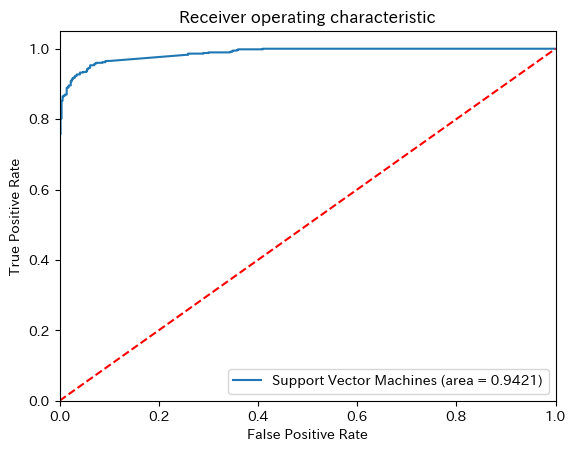 Receiver operating characteristic
True Positive Rate
1.0
0.8
0.6
0.4
0.2
0.0
Support Vector Machines (area = 0.9421)
0.0 0.2 0.4 0.6 0.8 1.0
False Positive Rate